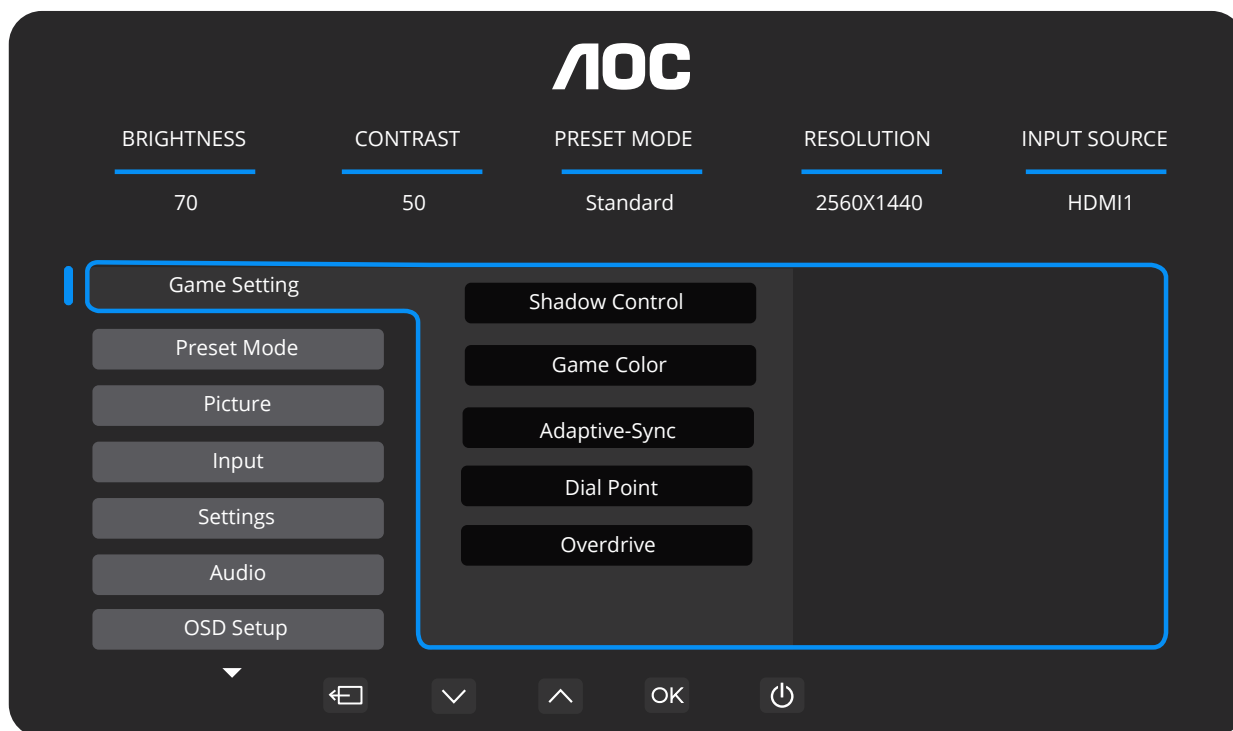 AOC
BRIGHTNESS CONTRAST PRESET MODE RESOLUTION INPUT SOURCE
70 50 Standard 2560X1440 HDMI1
Game Setting
Preset Mode
Picture
Input
Settings
Audio
OSD Setup
Shadow Control
Game Color
Adaptive-Sync
Dial Point
Overdrive
OK